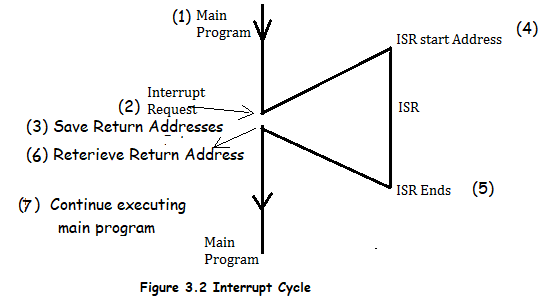 (1) Main
Program
ISR start Address (4)
Interrupt
(2) Request
(3) Save Return Addresses
ISR
(6) Reterieve Return Address
ISR Ends (5)
(7) Continue executing
main program
Main
Program
Figure 3.2 Interrupt Cycle